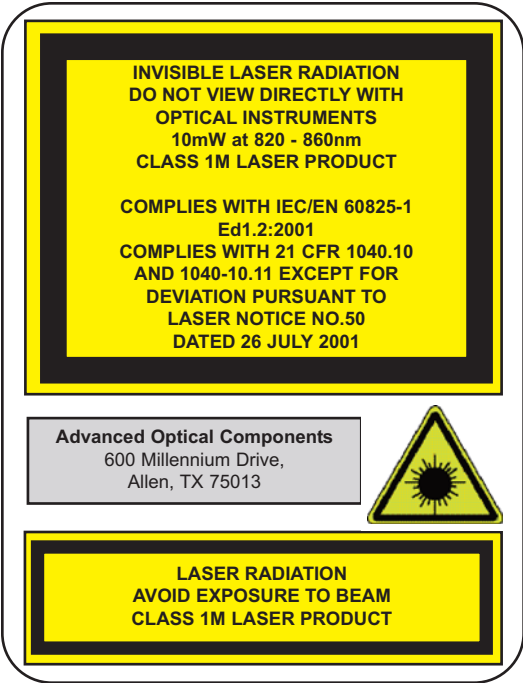 INVISIBLE LASER RADIATION
DO NOT VIEW DIRECTLY WITH
OPTICAL INSTRUMENTS
10mW at 820 - 860nm
CLASS 1M LASER PRODUCT
COMPLIES WITH IEC/EN 60825-1
Ed1.2:2001
COMPLIES WITH 21 CFR 1040.10
AND 1040-10.11 EXCEPT FOR
DEVIATION PURSUANT TO
LASER NOTICE NO.50
DATED 26 JULY 2001
Advanced Optical Components
600 Millennium Drive,
Allen, TX 75013
LASER RADIATION
AVOID EXPOSURE TO BEAM
CLASS 1M LASER PRODUCT